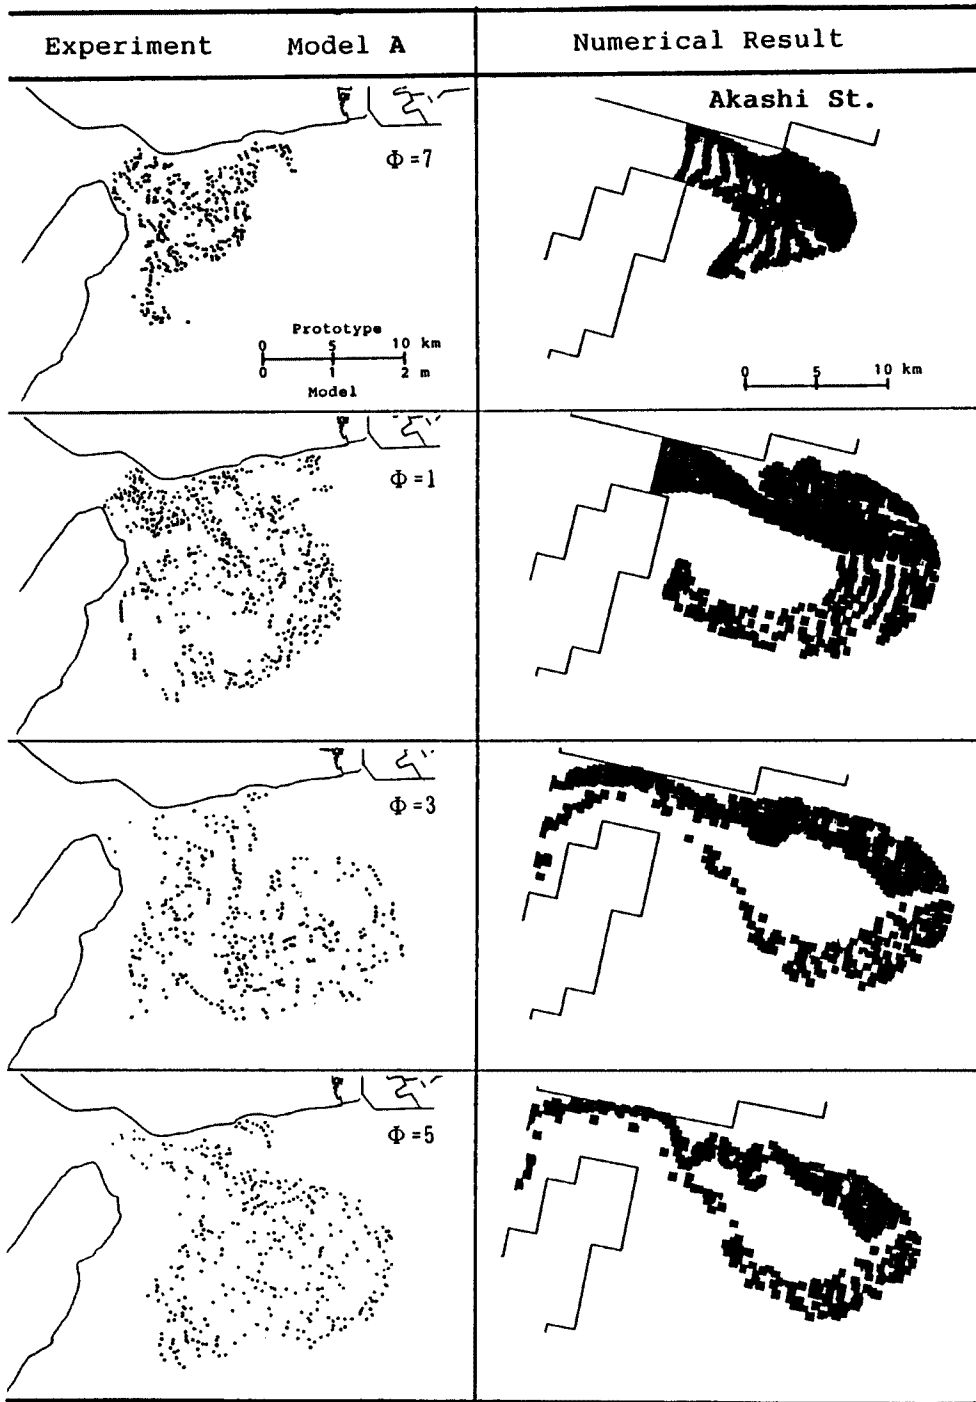 Experiment Model A
Numerical Result
Φ=7
Prototype
0 5 10 km
0 1 2 m
Model
Akashi St.
0 5 10 km
Φ=1
Φ=3
Φ=5